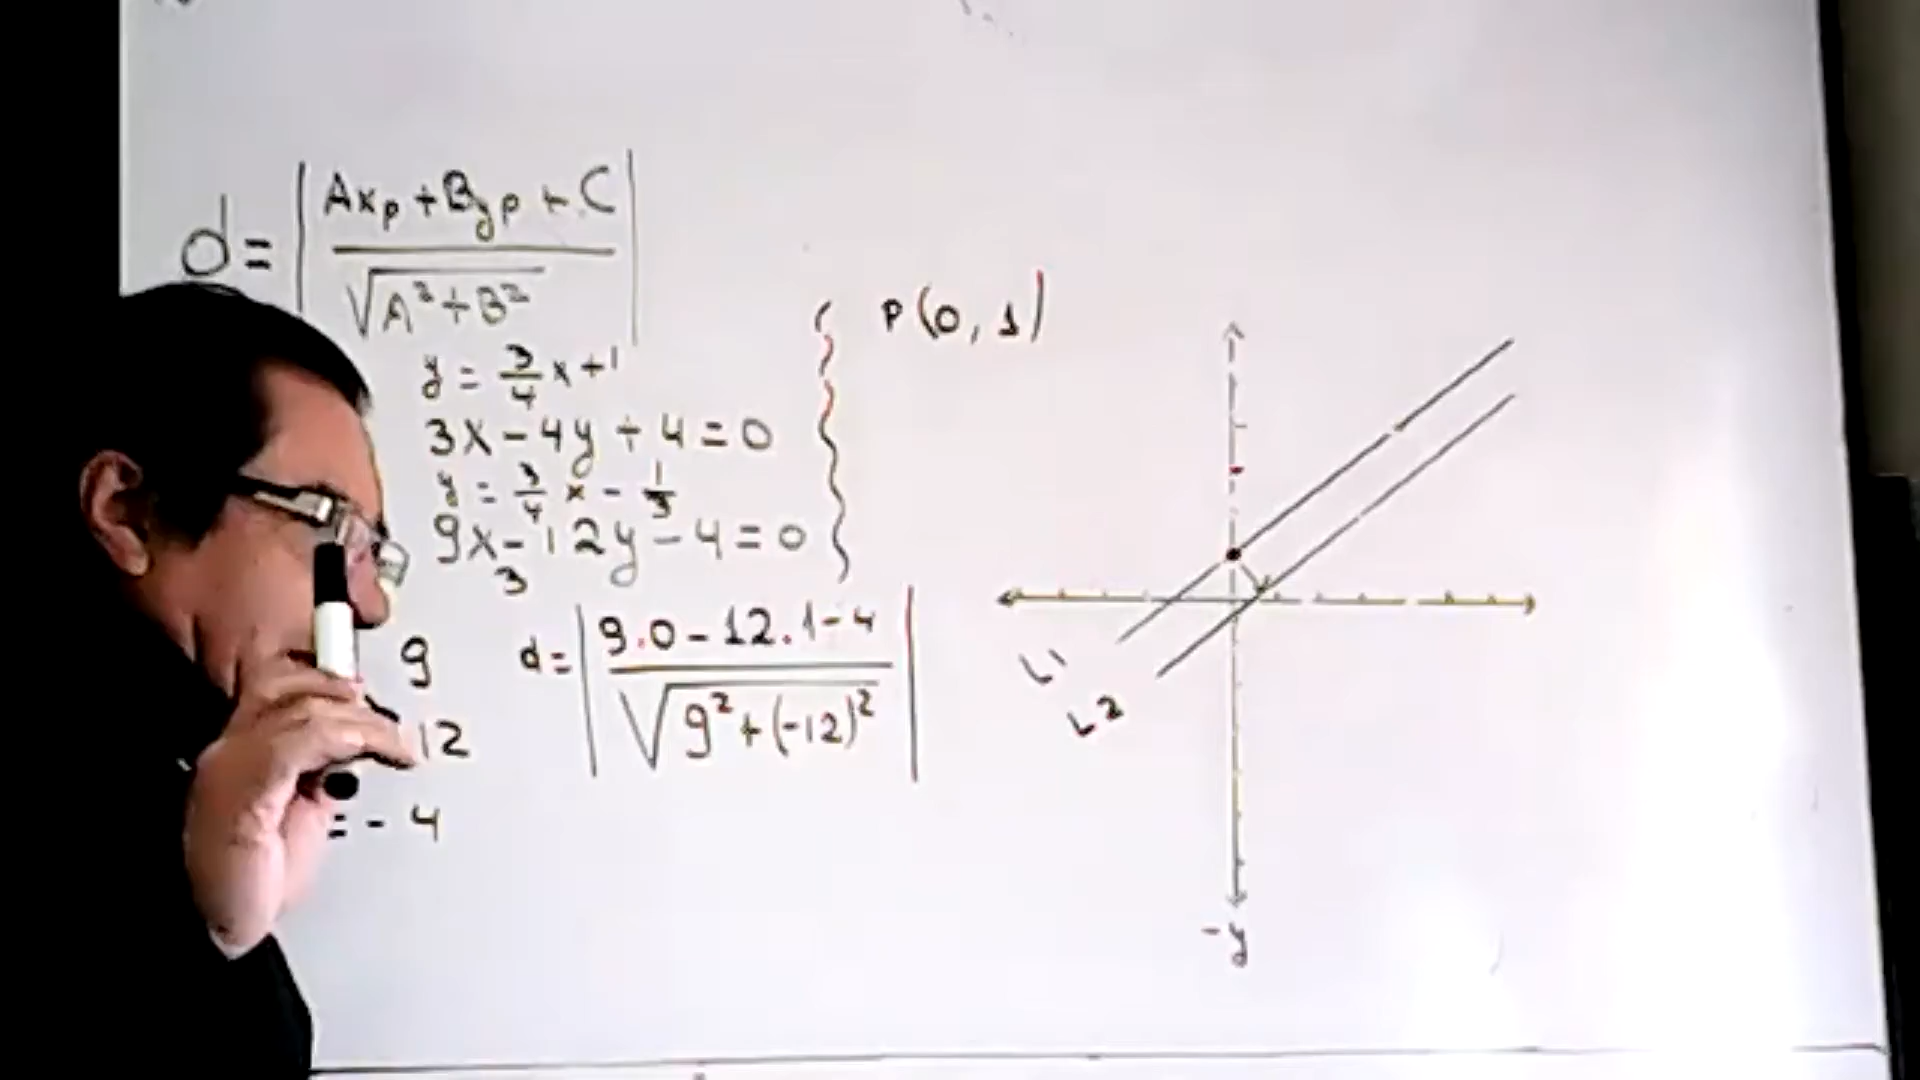 d = | Axp + Byp + C / √A² + B² |
y = 3/4 x + 1
3x - 4y + 4 = 0
y = 3/4 x - 1/3
9x - 12y - 4 = 0
3
P(0, 1)
9
12
= - 4
d = | 9.0 - 12.1 - 4 / √9² + (-12)² |
L1
L2
-y